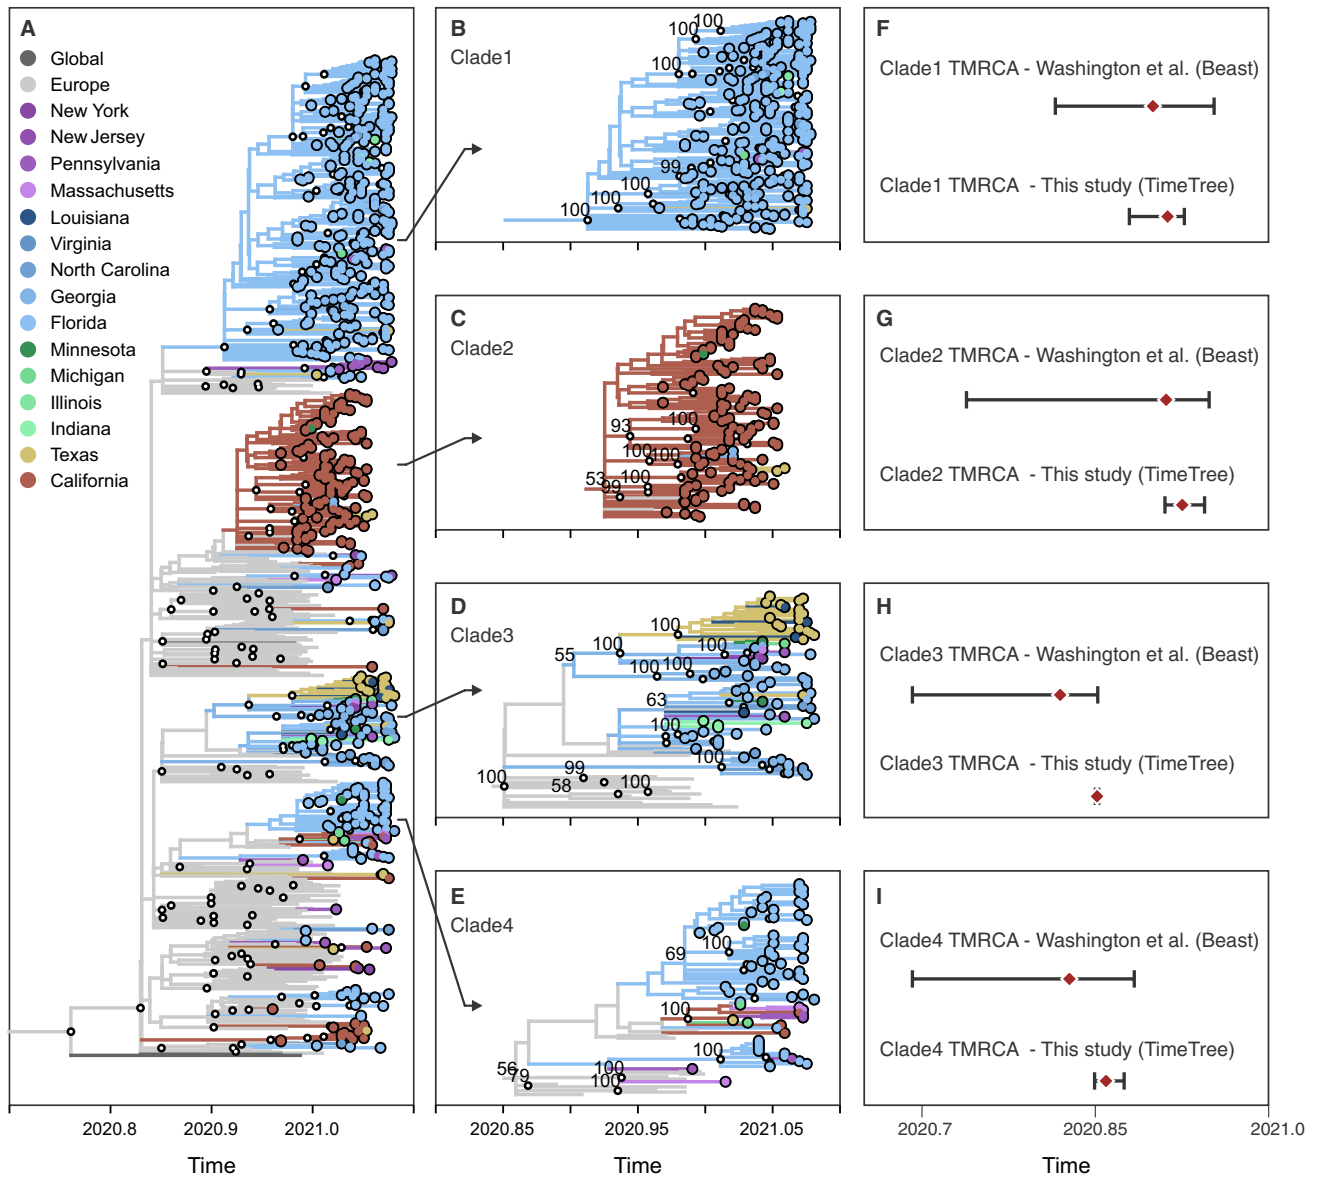 A
Global
Europe
New York
New Jersey
Pennsylvania
Massachusetts
Louisiana
Virginia
North Carolina
Georgia
Florida
Minnesota
Michigan
Illinois
Indiana
Texas
California
2020.8
2020.9
2021.0
Time
B
Clade1
100
100
100
99
100
100
100
C
Clade2
93
100
100
100
53
99
100
D
Clade3
100
100
100
55
100
100
63
100
100
100
99
58
100
E
Clade4
69
100
100
100
56
79
100
100
2020.85
2020.95
2021.05
Time
F
Clade1 TMRCA - Washington et al. (Beast)
Clade1 TMRCA - This study (TimeTree)
G
Clade2 TMRCA - Washington et al. (Beast)
Clade2 TMRCA - This study (TimeTree)
H
Clade3 TMRCA - Washington et al. (Beast)
Clade3 TMRCA - This study (TimeTree)
I
Clade4 TMRCA - Washington et al. (Beast)
Clade4 TMRCA - This study (TimeTree)
2020.7
2020.85
2021.0
Time